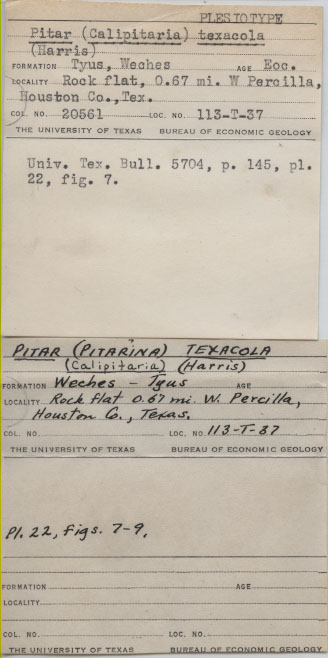 PLESIOTYPE
Pitar (Calipitaria) texacola
(Harris)
FORMATION Tyus, Weches AGE Eoc.
LOCALITY Rock flat, 0.67 mi. W Percilla,
Houston Co.,Tex.
COL. NO. 20561 LOC. NO. 113-T-37
THE UNIVERSITY OF TEXAS BUREAU OF ECONOMIC GEOLOGY
Univ. Tex. Bull. 5704, p. 145, pl.
22, fig. 7.
PITAR (PITARINA) TEXACOLA
(Calipitaria) (Harris)
FORMATION Weches - Tyus AGE
LOCALITY Rock flat 0.67 mi. W. Percilla,
Houston Co., Texas.
COL. NO. LOC. NO. 113-T-37
THE UNIVERSITY OF TEXAS BUREAU OF ECONOMIC GEOLOGY
Pl. 22, figs. 7-9.
FORMATION AGE
LOCALITY
COL. NO. LOC. NO.
THE UNIVERSITY OF TEXAS BUREAU OF ECONOMIC GEOLOGY